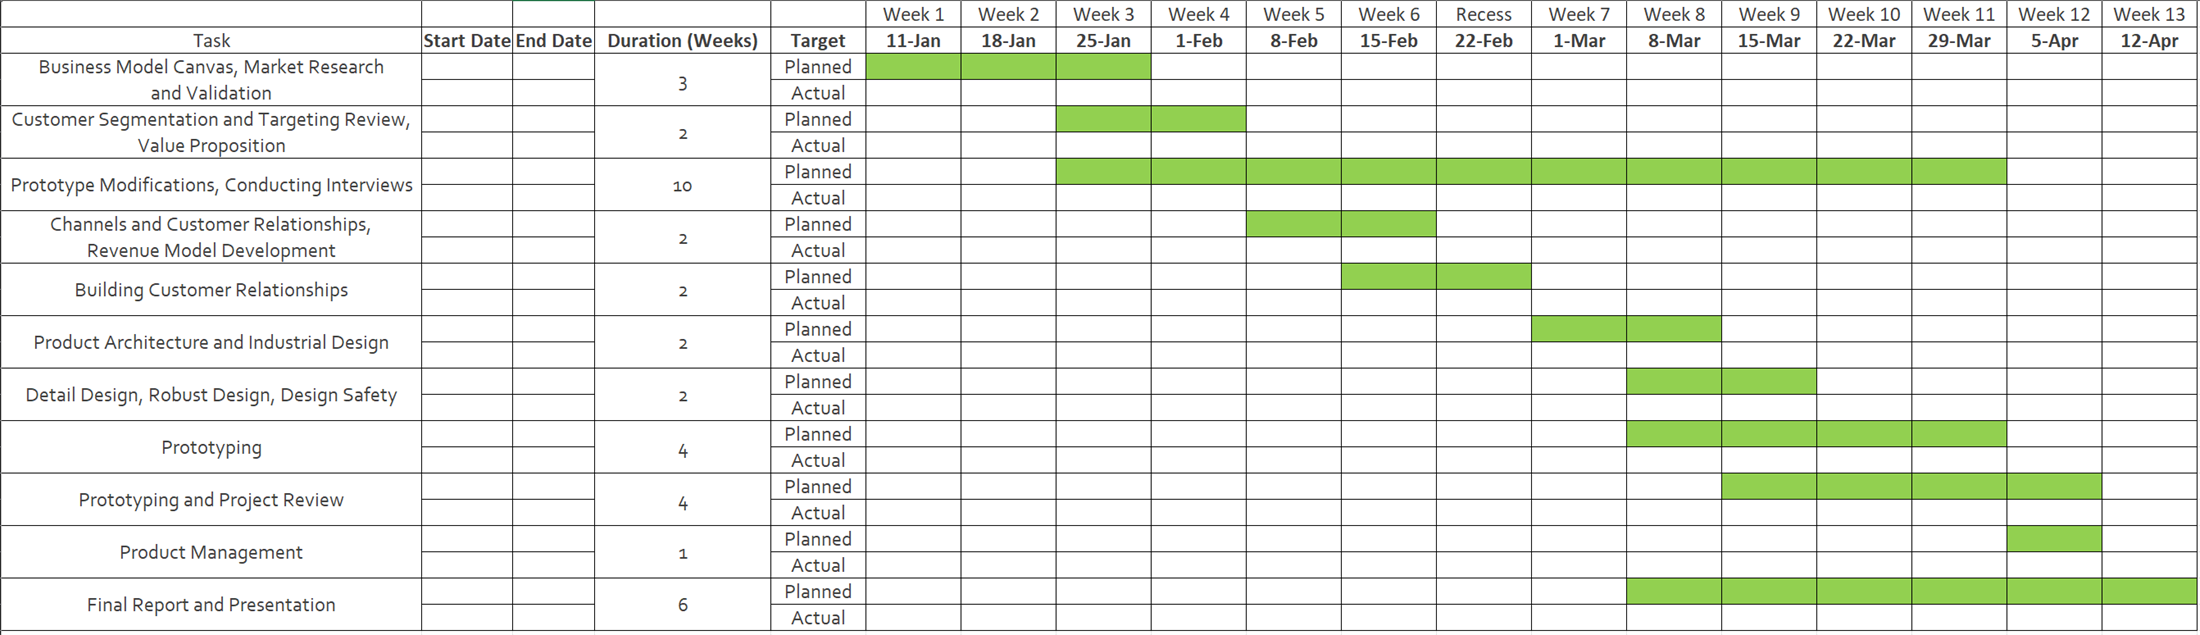 Week 1 Week 2 Week 3 Week 4 Week 5 Week 6 Recess Week 7 Week 8 Week 9 Week 10 Week 11 Week 12 Week 13
Task Start Date End Date Duration (Weeks) Target 11-Jan 18-Jan 25-Jan 1-Feb 8-Feb 15-Feb 22-Feb 1-Mar 8-Mar 15-Mar 22-Mar 29-Mar 5-Apr 12-Apr
Business Model Canvas, Market Research
and Validation
3
Planned
Actual
Customer Segmentation and Targeting Review,
Value Proposition
2
Planned
Actual
Prototype Modifications, Conducting Interviews
10
Planned
Actual
Channels and Customer Relationships,
Revenue Model Development
2
Planned
Actual
Building Customer Relationships
2
Planned
Actual
Product Architecture and Industrial Design
2
Planned
Actual
Detail Design, Robust Design, Design Safety
2
Planned
Actual
Prototyping
4
Planned
Actual
Prototyping and Project Review
4
Planned
Actual
Product Management
1
Planned
Actual
Final Report and Presentation
6
Planned
Actual